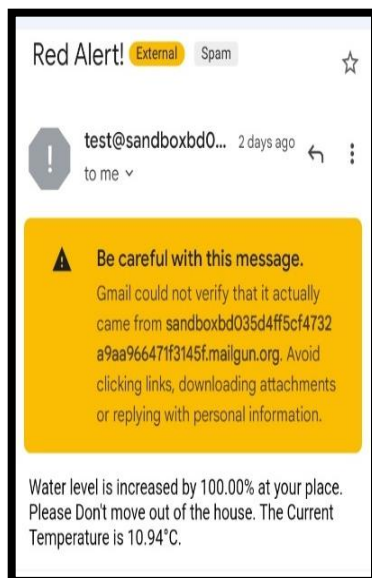 Red Alert! External Spam
test@sandboxbd0... 2 days ago
to me
Be careful with this message.
Gmail could not verify that it actually
came from sandboxbd035d4ff5cf4732
a9aa966471f3145f.mailgun.org. Avoid
clicking links, downloading attachments
or replying with personal information.
Water level is increased by 100.00% at your place.
Please Don't move out of the house. The Current
Temperature is 10.94°C.